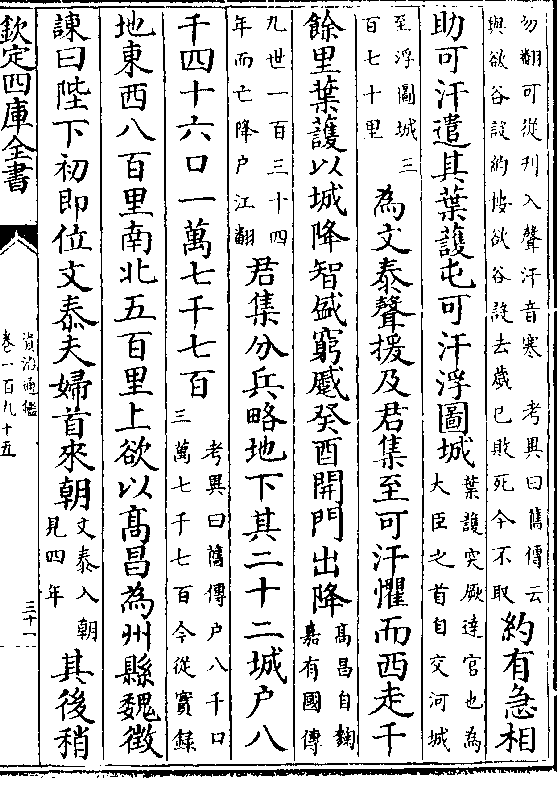 勿翻可從刋入聲汗音寒 考異曰舊傳云
與欲谷設約按欲谷設去歲已敗死今不取
約有急相
助可汗遣其葉護屯可汗浮圖城
葉護突厥達官也為
大臣之首自交河城
至浮圖城三
百七十里
為文泰聲援及君集至可汗懼而西走千
餘里葉護以城降智盛窮蹙癸酉開門出降
髙昌自麴
嘉有國傳
九世一百三十四
年而亡降户江翻
君集分兵略地下其二十二城户八
千四十六口一萬七千七百
考異曰舊傳户八千口
三萬七千七百今從實録
地東西八百里南北五百里上欲以髙昌為州縣魏徵
諫曰陛下初即位文泰夫婦首來朝
文泰入朝
見四年
其後稍
欽定四庫全書
資治通鑑
卷一百九十五
三十一